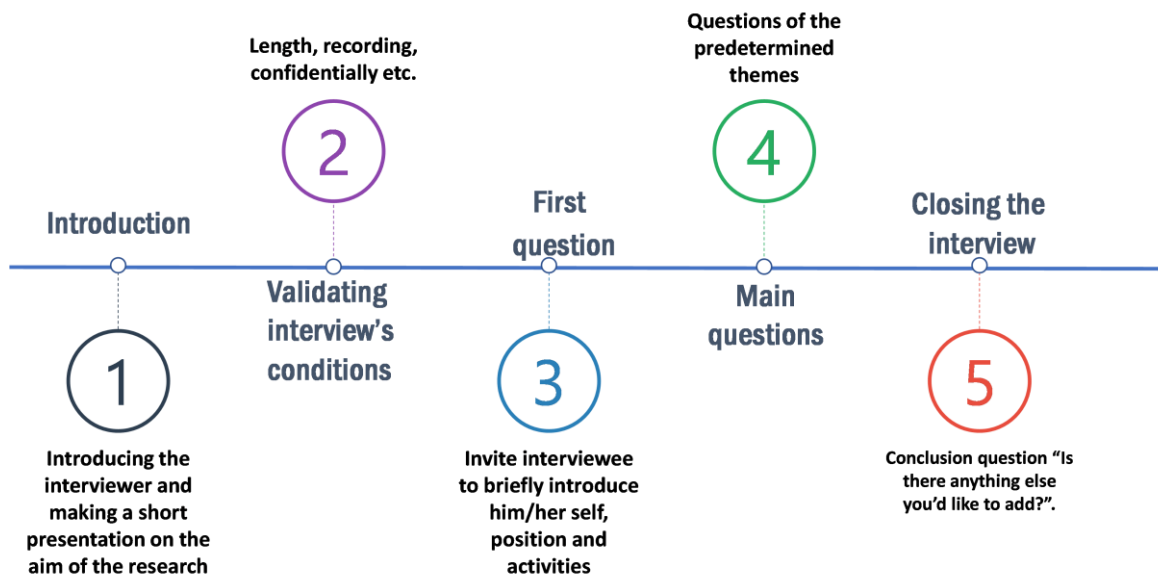 Introduction
1
Introducing the
interviewer and
making a short
presentation on the
aim of the research
Length, recording,
confidentially etc.
2
Validating
interview's
conditions
First
question
3
Invite interviewee
to briefly introduce
him/her self,
position and
activities
Questions of the
predetermined
themes
4
Main
questions
Closing the
interview
5
Conclusion question “Is
there anything else
you'd like to add?”.